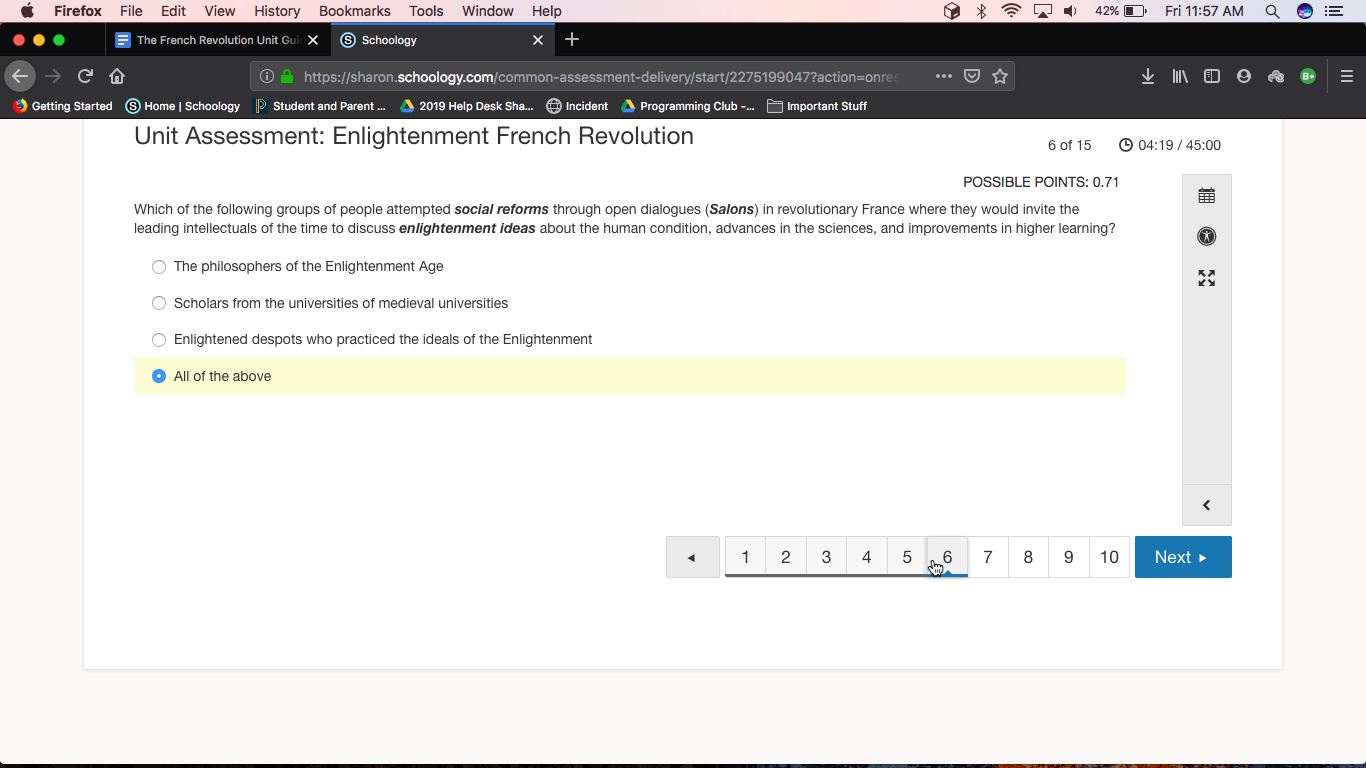 Firefox File Edit View History Bookmarks Tools Window Help 42% Fri 11:57 AM
The French Revolution Unit Gui Schoology
https://sharon.schoology.com/common-assessment-delivery/start/2275199047?action=onres
Getting Started Home | Schoology Student and Parent ... 2019 Help Desk Sha... Incident Programming Club -... Important Stuff
Unit Assessment: Enlightenment French Revolution
6 of 15 04:19 / 45:00
POSSIBLE POINTS: 0.71
Which of the following groups of people attempted social reforms through open dialogues (Salons) in revolutionary France where they would invite the
leading intellectuals of the time to discuss enlightenment ideas about the human condition, advances in the sciences, and improvements in higher learning?
The philosophers of the Enlightenment Age
Scholars from the universities of medieval universities
Enlightened despots who practiced the ideals of the Enlightenment
All of the above
1 2 3 4 5 6 7 8 9 10 Next